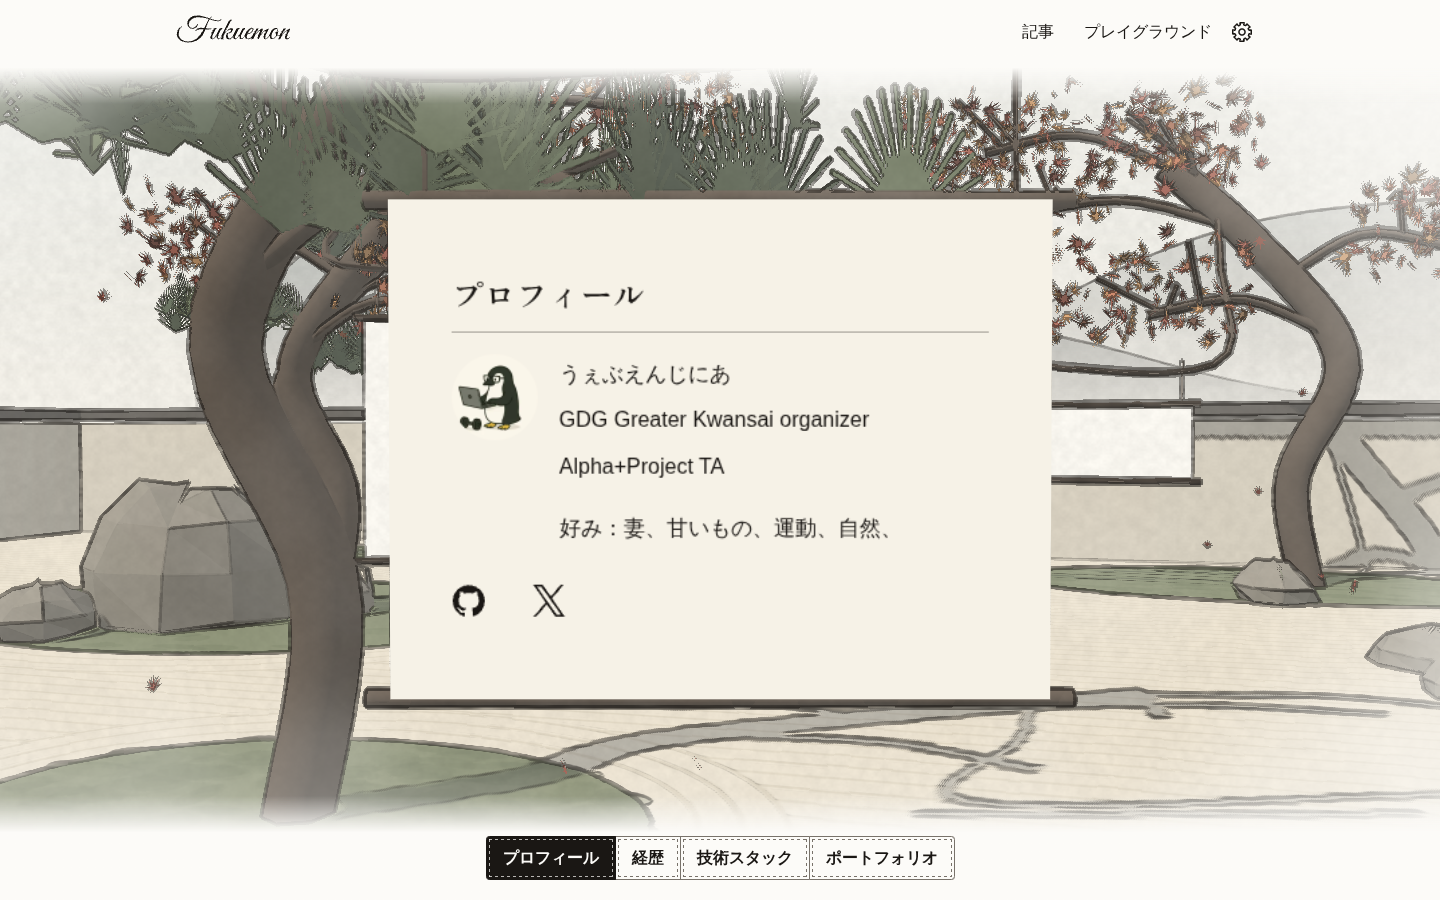 Fukuemon
記事 プレイグラウンド
プロフィール
うぇぶえんじにあ
GDG Greater Kwansai organizer
Alpha+Project TA
好み：妻、甘いもの、運動、自然、
プロフィール 経歴 技術スタック ポートフォリオ